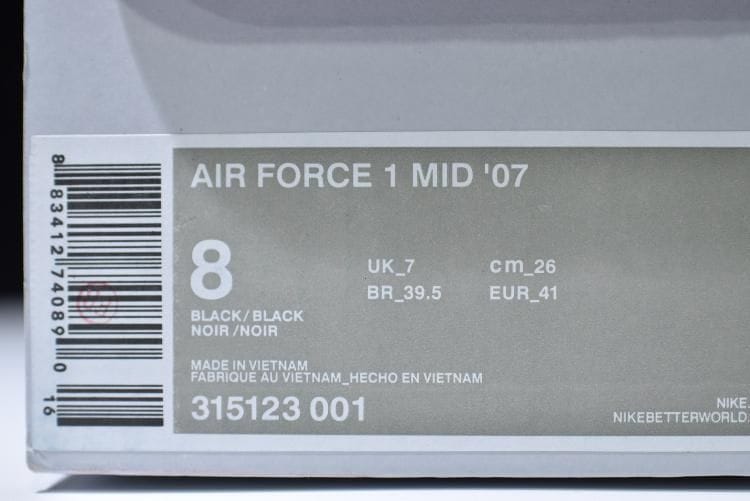 AIR FORCE 1 MID '07
8
UK_7 cm_26
BR_39.5 EUR_41
BLACK/BLACK
NOIR/NOIR
MADE IN VIETNAM
FABRIQUE AU VIETNAM_HECHO EN VIETNAM
315123 001
NIKE.
NIKEBETTERWORLD.
8 83412 74089 0
16